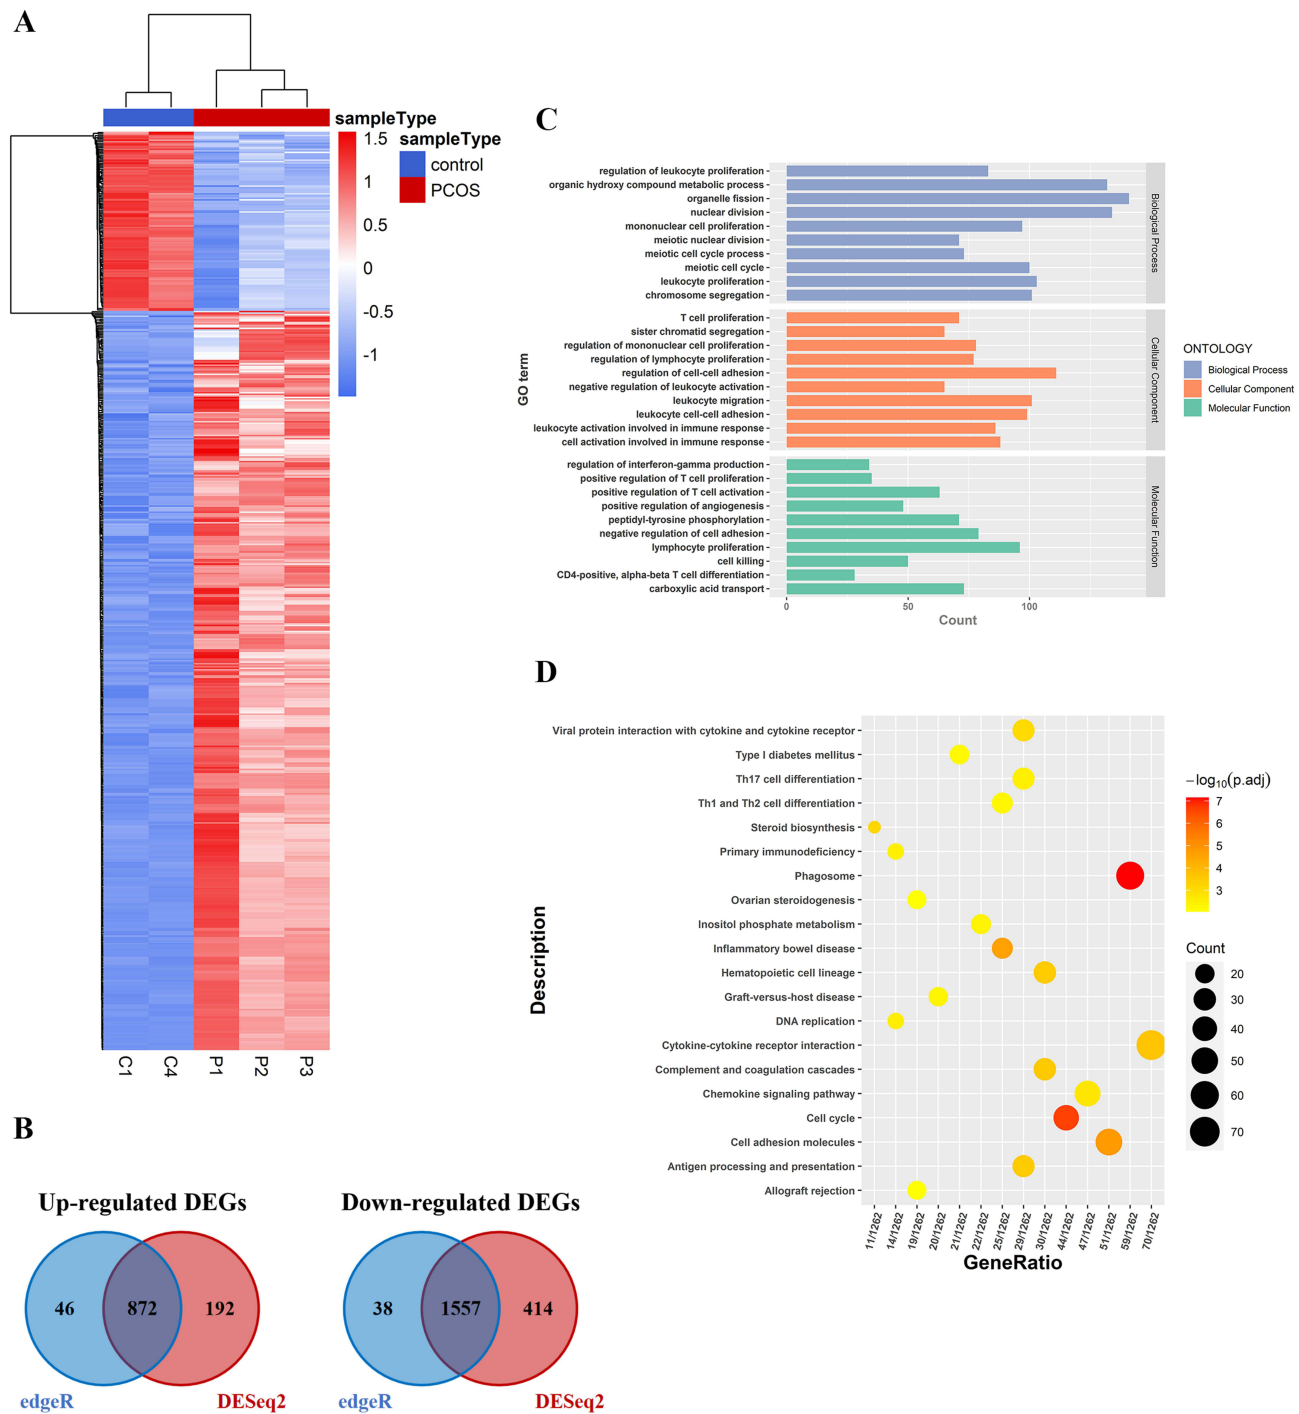 A
sampleType
1.5
1
0.5
0
-0.5
-1
sampleType
control
PCOS
C1
C4
P1
P2
P3
B
Up-regulated DEGs
46
872
192
edgeR
DESeq2
Down-regulated DEGs
38
1557
414
edgeR
DESeq2
C
GO term
regulation of leukocyte proliferation
organic hydroxy compound metabolic process
organelle fission
nuclear division
mononuclear cell proliferation
meiotic nuclear division
meiotic cell cycle process
meiotic cell cycle
leukocyte proliferation
chromosome segregation
Biological Process
T cell proliferation
sister chromatid segregation
regulation of mononuclear cell proliferation
regulation of lymphocyte proliferation
regulation of cell-cell adhesion
negative regulation of leukocyte activation
leukocyte migration
leukocyte cell-cell adhesion
leukocyte activation involved in immune response
cell activation involved in immune response
Cellular Component
regulation of interferon-gamma production
positive regulation of T cell proliferation
positive regulation of T cell activation
positive regulation of angiogenesis
peptidyl-tyrosine phosphorylation
negative regulation of cell adhesion
lymphocyte proliferation
cell killing
CD4-positive, alpha-beta T cell differentiation
carboxylic acid transport
Molecular Function
0
50
100
Count
ONTOLOGY
Biological Process
Cellular Component
Molecular Function
D
Description
Viral protein interaction with cytokine and cytokine receptor
Type I diabetes mellitus
Th17 cell differentiation
Th1 and Th2 cell differentiation
Steroid biosynthesis
Primary immunodeficiency
Phagosome
Ovarian steroidogenesis
Inositol phosphate metabolism
Inflammatory bowel disease
Hematopoietic cell lineage
Graft-versus-host disease
DNA replication
Cytokine-cytokine receptor interaction
Complement and coagulation cascades
Chemokine signaling pathway
Cell cycle
Cell adhesion molecules
Antigen processing and presentation
Allograft rejection
11/1262
14/1262
19/1262
20/1262
21/1262
22/1262
25/1262
29/1262
30/1262
44/1262
47/1262
51/1262
59/1262
70/1262
GeneRatio
−log10(p.adj)
7
6
5
4
3
Count
20
30
40
50
60
70